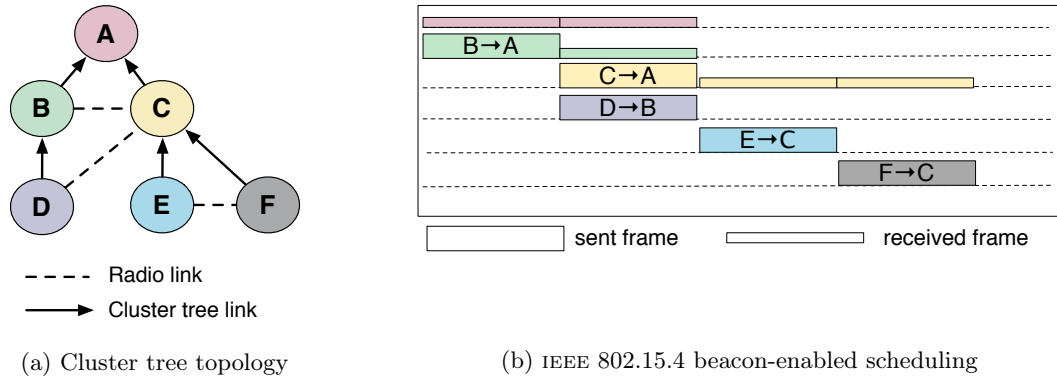 A
B
C
D
E
F
Radio link
Cluster tree link
(a) Cluster tree topology
B→A
C→A
D→B
E→C
F→C
sent frame
received frame
(b) IEEE 802.15.4 beacon-enabled scheduling